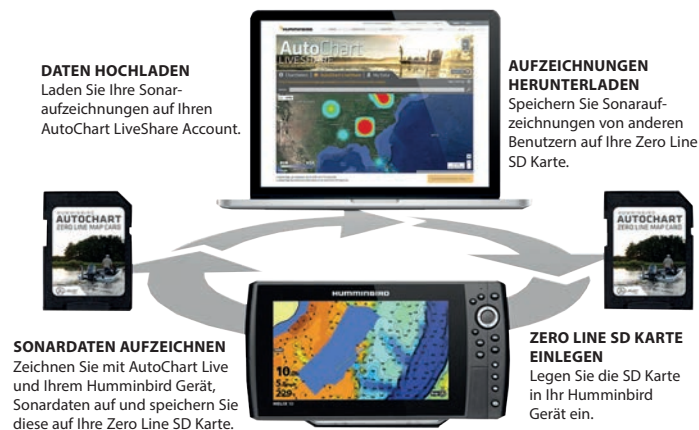 HUMMINBIRD
AutoChart
LIVESHARE
DATEN HOCHLADEN
Laden Sie Ihre Sonar-
aufzeichnungen auf Ihren
AutoChart LiveShare Account.
AUFZEICHNUNGEN
HERUNTERLADEN
Speichern Sie Sonarauf-
zeichnungen von anderen
Benutzern auf Ihre Zero Line
SD Karte.
HUMMINBIRD
AUTOCHART
ZERO LINE MAP CARD
HUMMINBIRD
AUTOCHART
ZERO LINE MAP CARD
HUMMINBIRD
SONARDATEN AUFZEICHNEN
Zeichnen Sie mit AutoChart Live
und Ihrem Humminbird Gerät,
Sonardaten auf und speichern Sie
diese auf Ihre Zero Line SD Karte.
ZERO LINE SD KARTE
EINLEGEN
Legen Sie die SD Karte
in Ihr Humminbird
Gerät ein.